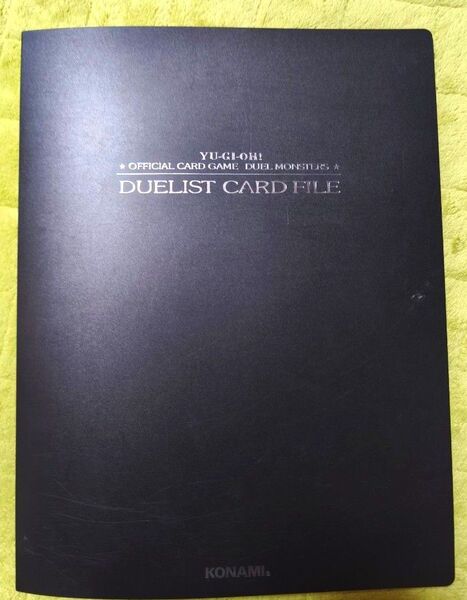 YU-GI-OH!
★ OFFICIAL CARD GAME DUEL MONSTERS ★
DUELIST CARD FILE
KONAMI